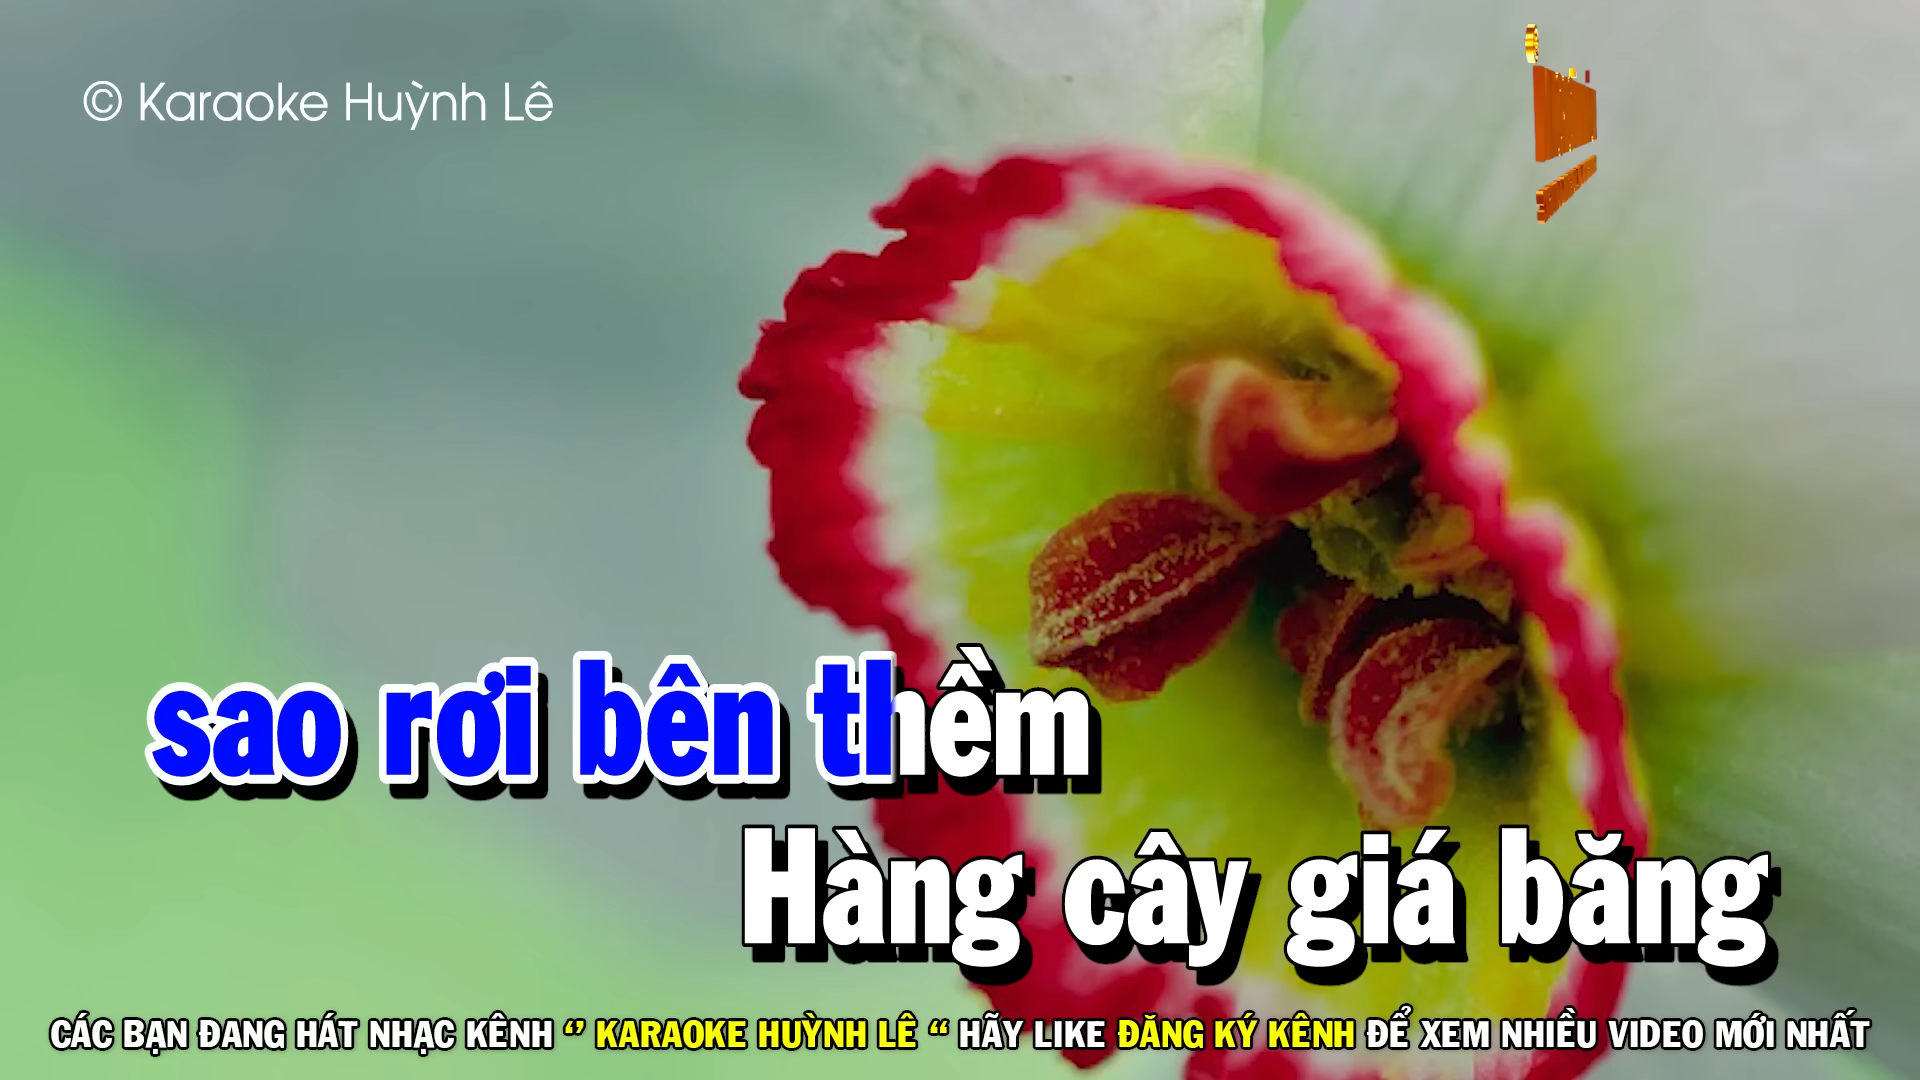 © Karaoke Huỳnh Lê
sao rơi bên thềm
Hàng cây giá băng
CÁC BẠN ĐANG HÁT NHẠC KÊNH “ KARAOKE HUỲNH LÊ “ HÃY LIKE ĐĂNG KÝ KÊNH ĐỂ XEM NHIỀU VIDEO MỚI NHẤT